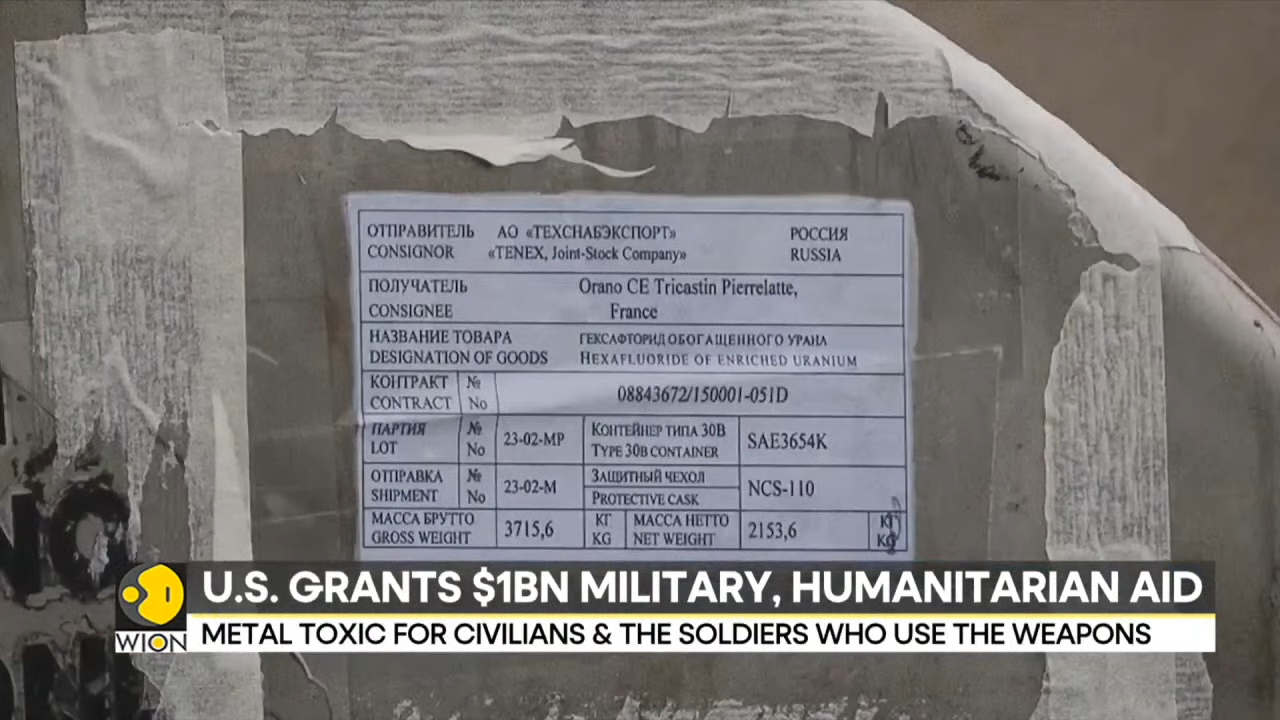 ОТПРАВИТЕЛЬ АО «ТЕХСНАБЭКСПОРТ» РОССИЯ
CONSIGNOR «TENEX, Joint-Stock Company» RUSSIA
ПОЛУЧАТЕЛЬ Orano CE Tricastin Pierrelatte,
CONSIGNEE France
НАЗВАНИЕ ТОВАРА ГЕКСАФТОРИД ОБОГАЩЕННОГО УРАНА
DESIGNATION OF GOODS HEXAFLUORIDE OF ENRICHED URANIUM
КОНТРАКТ №
CONTRACT No
08843672/150001-051D
ПАРТИЯ №
LOT No
23-02-MP
КОНТЕЙНЕР ТИПА 30В
TYPE 30B CONTAINER
SAE3654K
ОТПРАВКА №
SHIPMENT No
23-02-M
ЗАЩИТНЫЙ ЧЕХОЛ
PROTECTIVE CASK
NCS-110
МАССА БРУТТО
GROSS WEIGHT
3715,6
КГ
KG
МАССА НЕТТО
NET WEIGHT
2153,6
КГ
KG
U.S. GRANTS $1BN MILITARY, HUMANITARIAN AID
METAL TOXIC FOR CIVILIANS & THE SOLDIERS WHO USE THE WEAPONS
WION